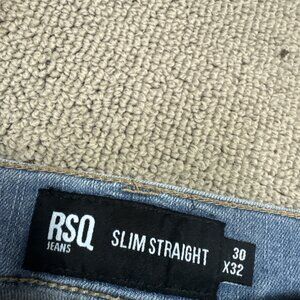 RSQ
JEANS
SLIM STRAIGHT
30
X32